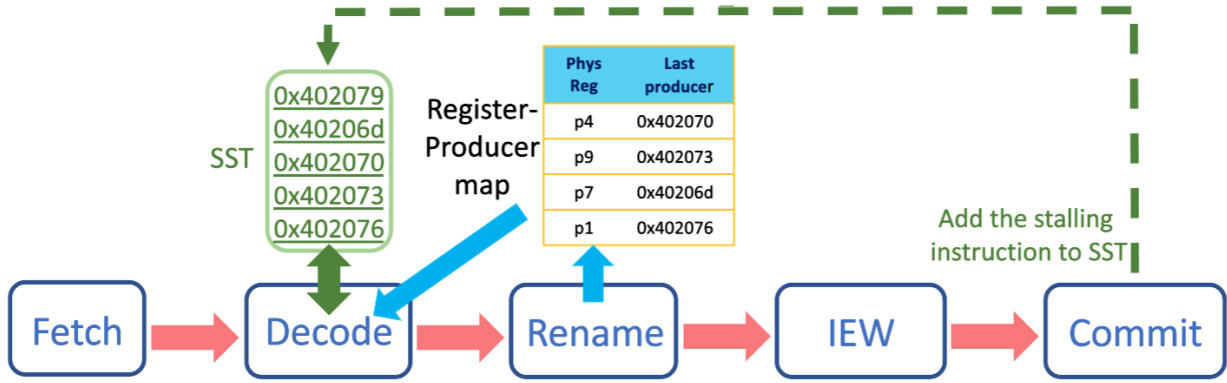 0x402079
0x40206d
0x402070
0x402073
0x402076
SST
Register-
Producer
map
Phys Reg Last producer
p4 0x402070
p9 0x402073
p7 0x40206d
p1 0x402076
Add the stalling
instruction to SST
Fetch
Decode
Rename
IEW
Commit